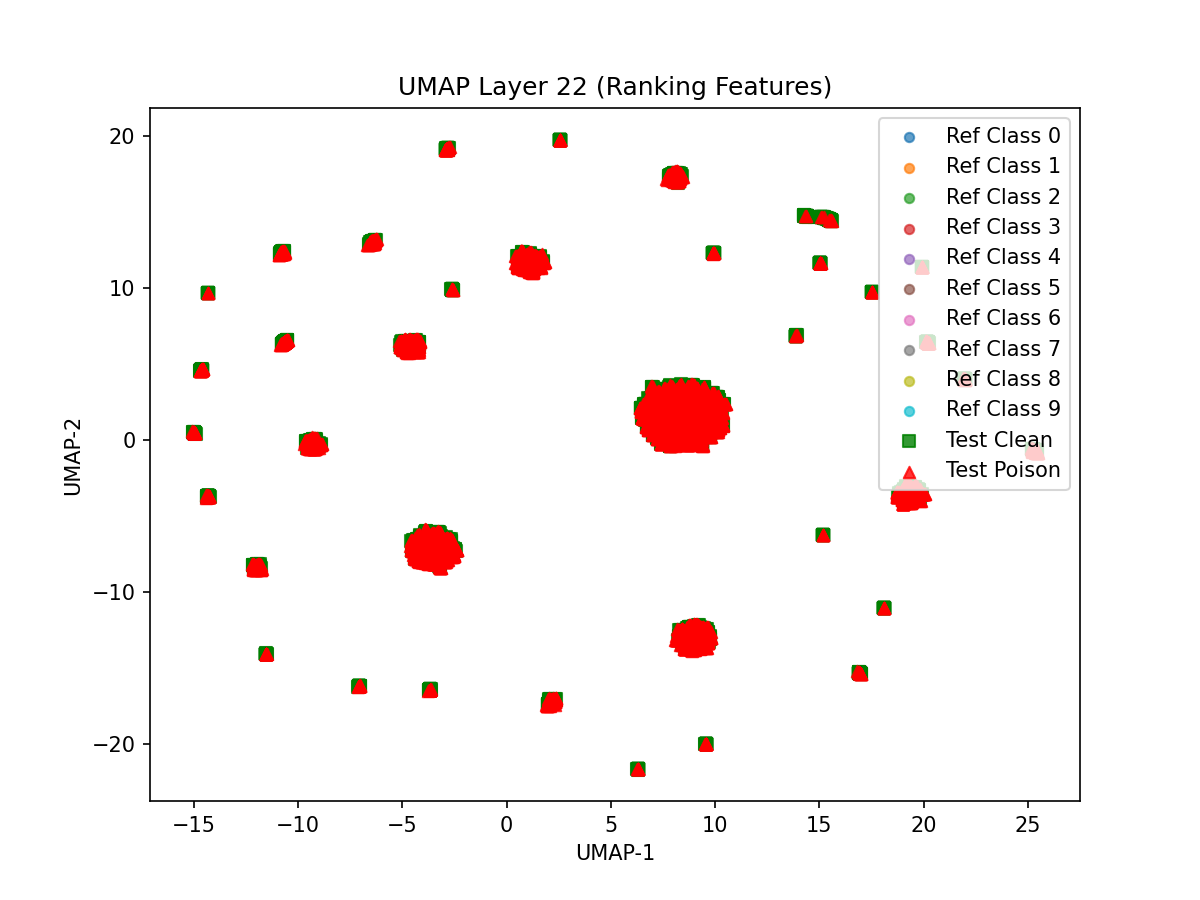 UMAP Layer 22 (Ranking Features)
20
10
0
−10
−20
UMAP-2
−15
−10
−5
0
5
10
15
20
25
UMAP-1
Ref Class 0
Ref Class 1
Ref Class 2
Ref Class 3
Ref Class 4
Ref Class 5
Ref Class 6
Ref Class 7
Ref Class 8
Ref Class 9
Test Clean
Test Poison